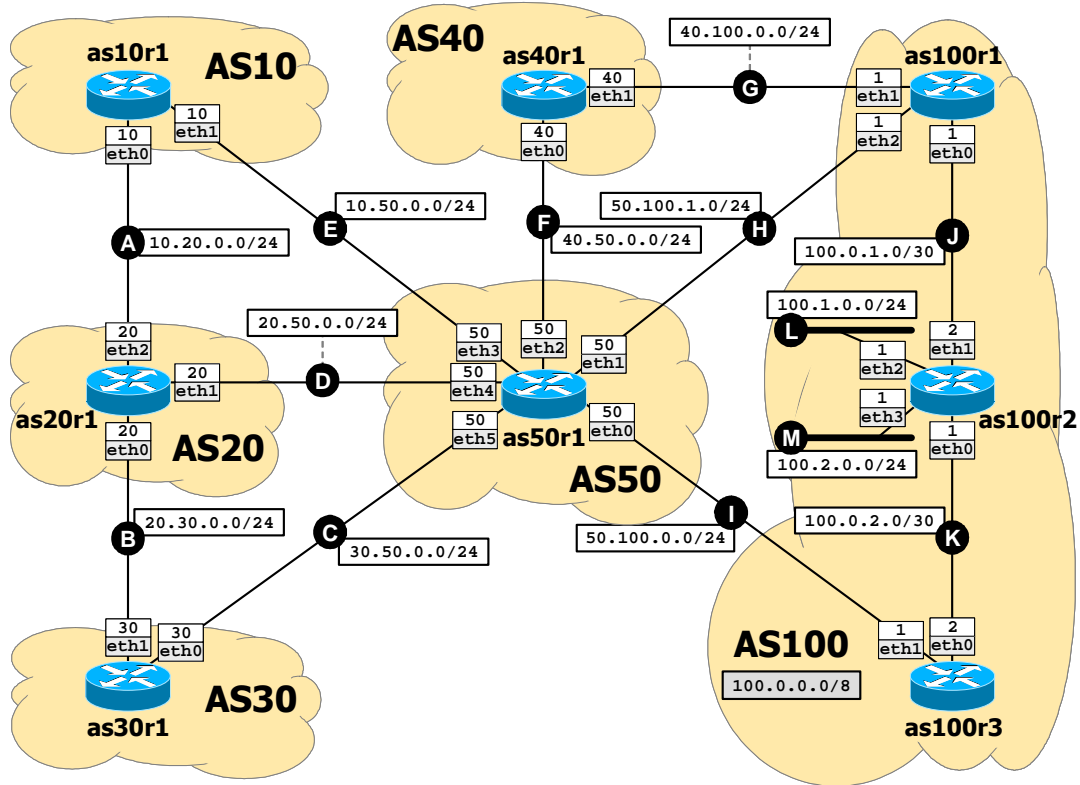 40.100.0.0/24
as10r1
AS10
AS40
as40r1
as100r1
10
eth1
10
eth0
40
eth1
40
eth0
G
1
eth1
1
eth2
1
eth0
10.50.0.0/24
E
50.100.1.0/24
H
F
40.50.0.0/24
A
10.20.0.0/24
J
100.0.1.0/30
20.50.0.0/24
100.1.0.0/24
L
20
eth2
50
eth3
50
eth2
50
eth1
2
eth1
1
eth2
20
eth1
D
50
eth4
as20r1
20
eth0
AS20
50
eth5
as50r1
50
eth0
AS50
1
eth3
as100r2
M
100.2.0.0/24
1
eth0
20.30.0.0/24
B
C
30.50.0.0/24
I
50.100.0.0/24
100.0.2.0/30
K
30
eth1
30
eth0
AS30
as30r1
AS100
100.0.0.0/8
1
eth1
2
eth0
as100r3